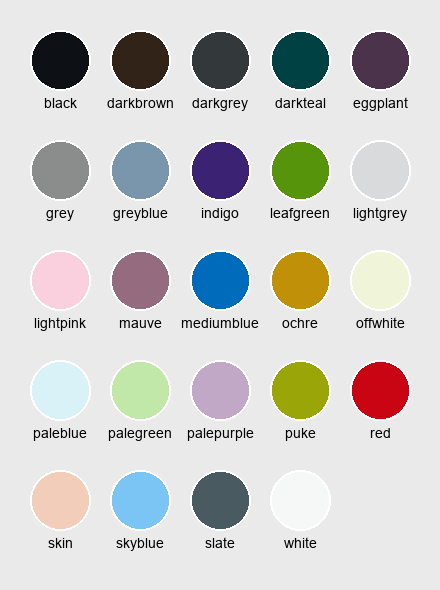 black darkbrown darkgrey darkteal eggplant
grey greyblue indigo leafgreen lightgrey
lightpink mauve mediumblue ochre offwhite
paleblue palegreen palepurple puke red
skin skyblue slate white